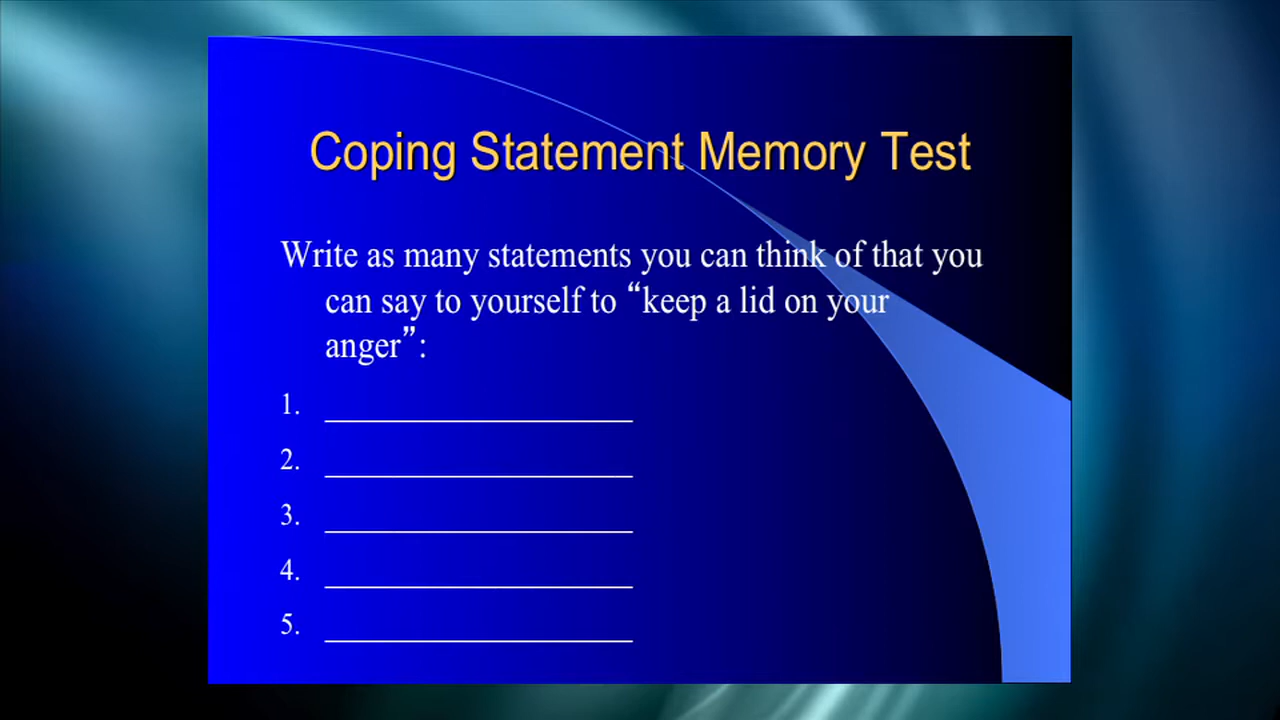 Coping Statement Memory Test
Write as many statements you can think of that you
can say to yourself to “keep a lid on your
anger”:
1. ______________________
2. ______________________
3. ______________________
4. ______________________
5. ______________________